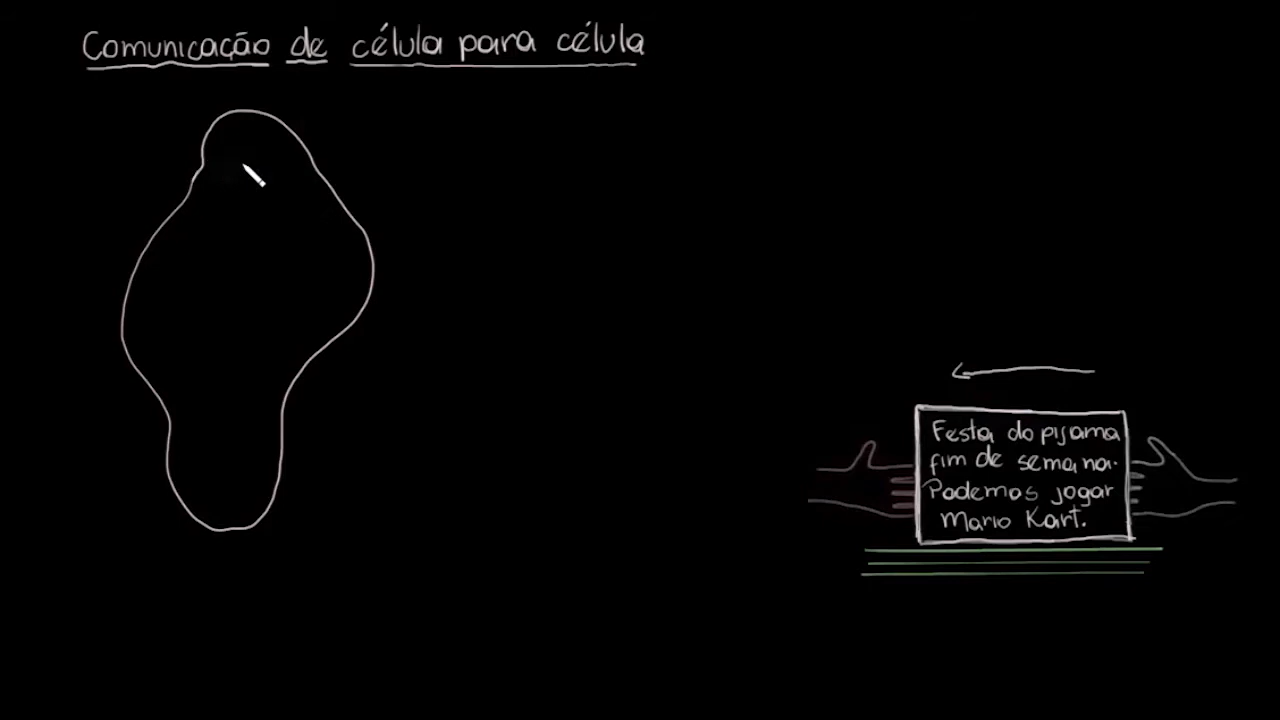 Comunicação de célula para célula
Festa do pijama
fim de semana.
Podemos jogar
Mario Kart.